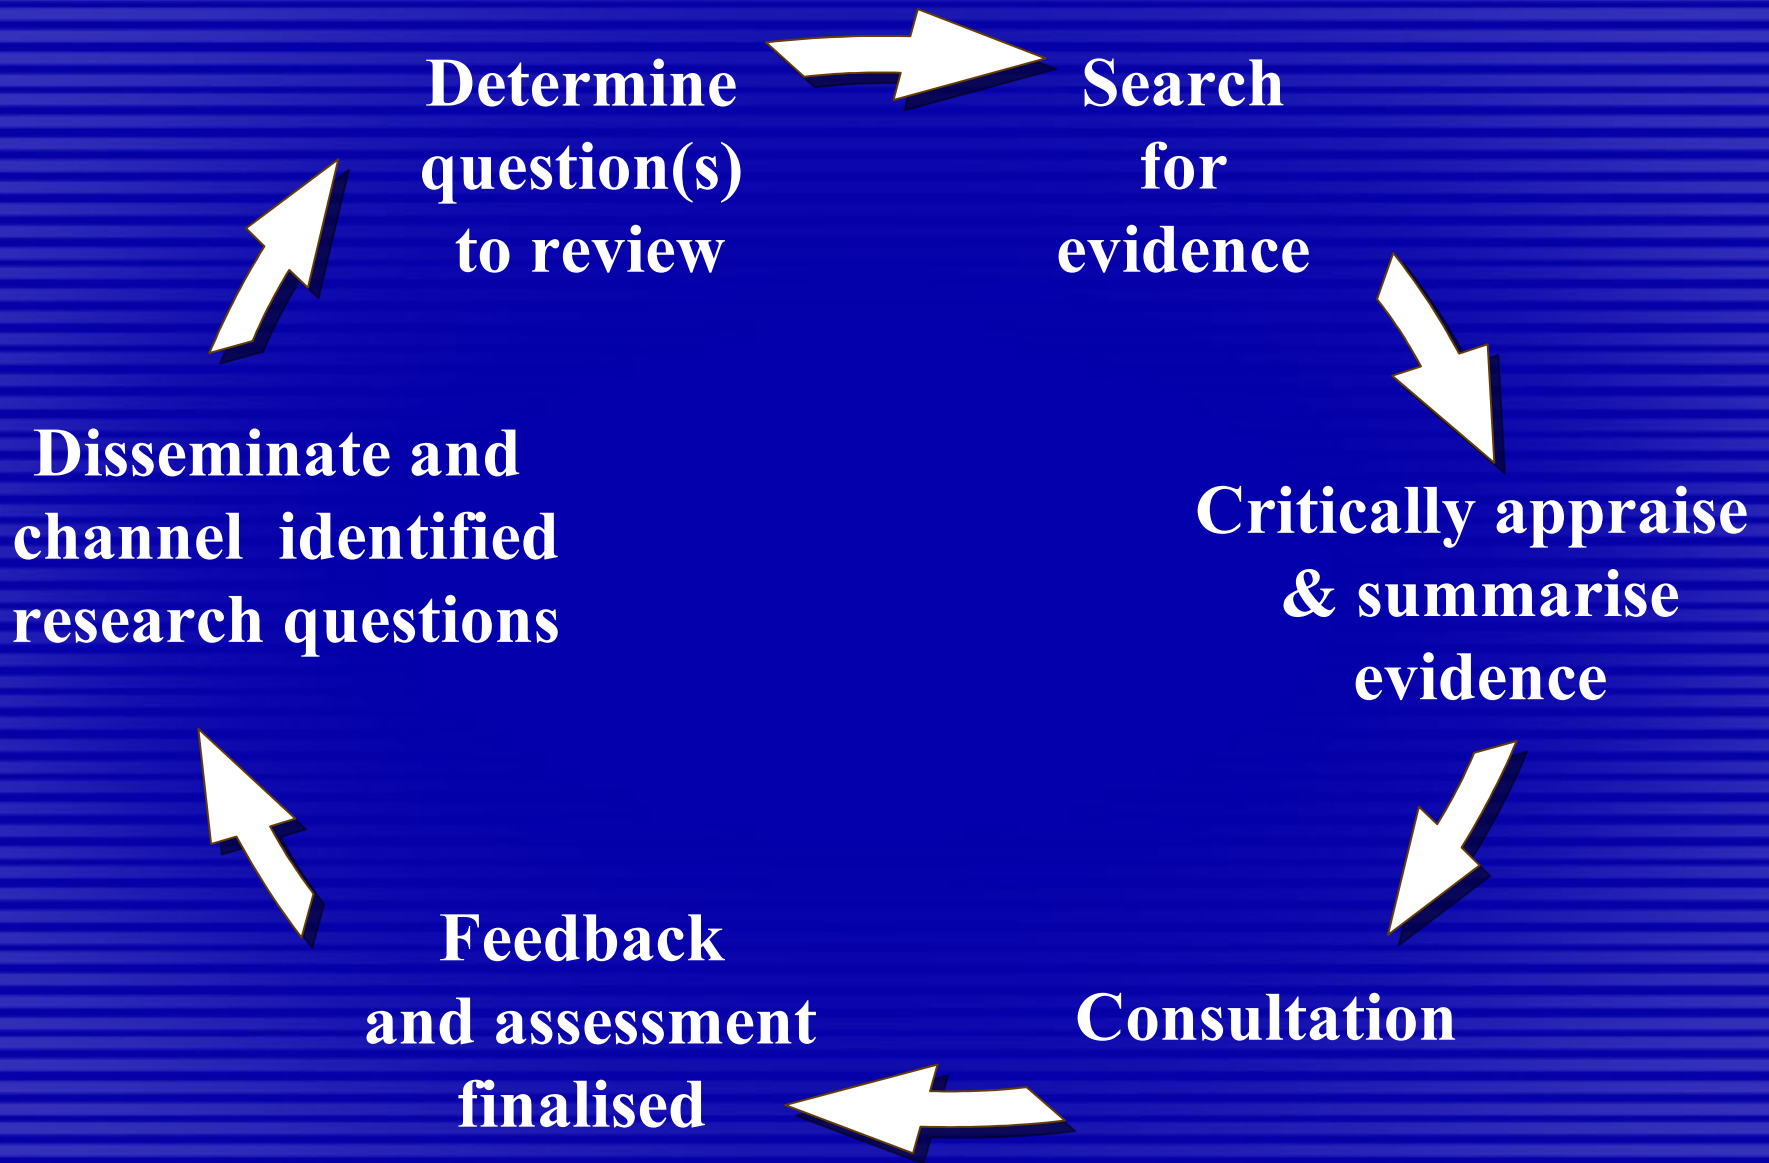 Determine
question(s)
to review
Search
for
evidence
Critically appraise
& summarise
evidence
Consultation
Feedback
and assessment
finalised
Disseminate and
channel identified
research questions